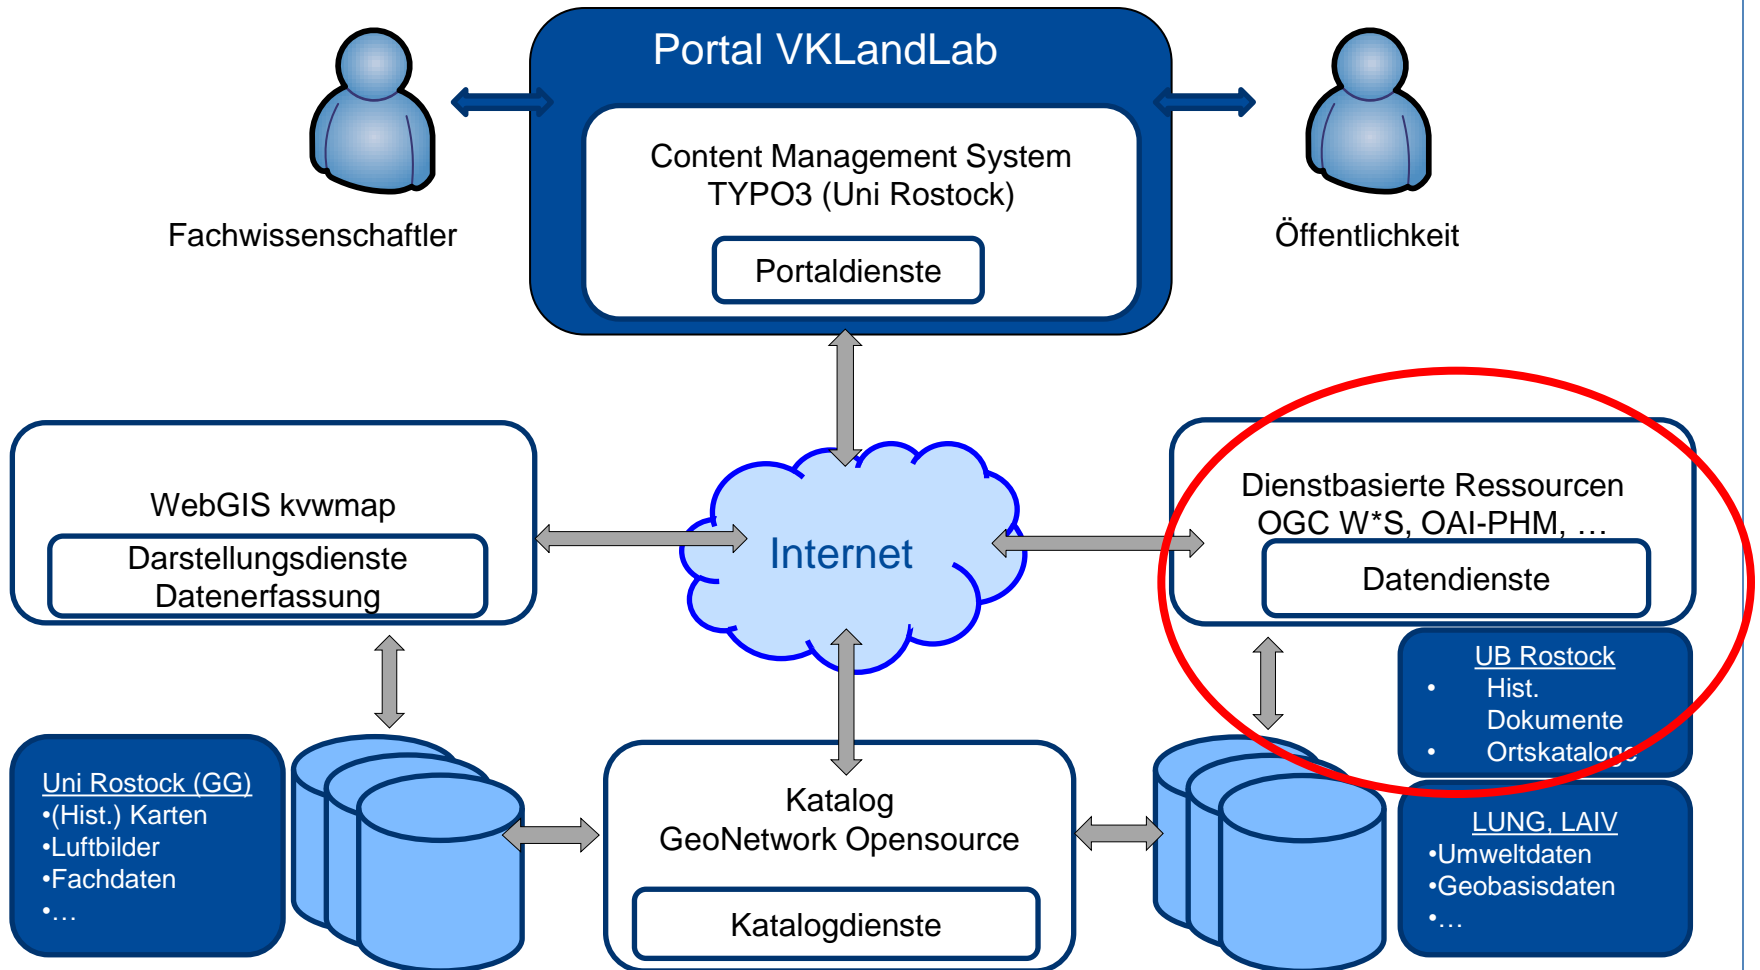 Portal VKLandLab
Content Management System
TYPO3 (Uni Rostock)
Portaldienste
Fachwissenschaftler
Öffentlichkeit
WebGIS kvwmap
Darstellungsdienste
Datenerfassung
Internet
Dienstbasierte Ressourcen
OGC W*S, OAI-PHM, …
Datendienste
UB Rostock
• Hist.
Dokumente
• Ortskataloge
Uni Rostock (GG)
•(Hist.) Karten
•Luftbilder
•Fachdaten
•…
Katalog
GeoNetwork Opensource
Katalogdienste
LUNG, LAIV
•Umweltdaten
•Geobasisdaten
•…